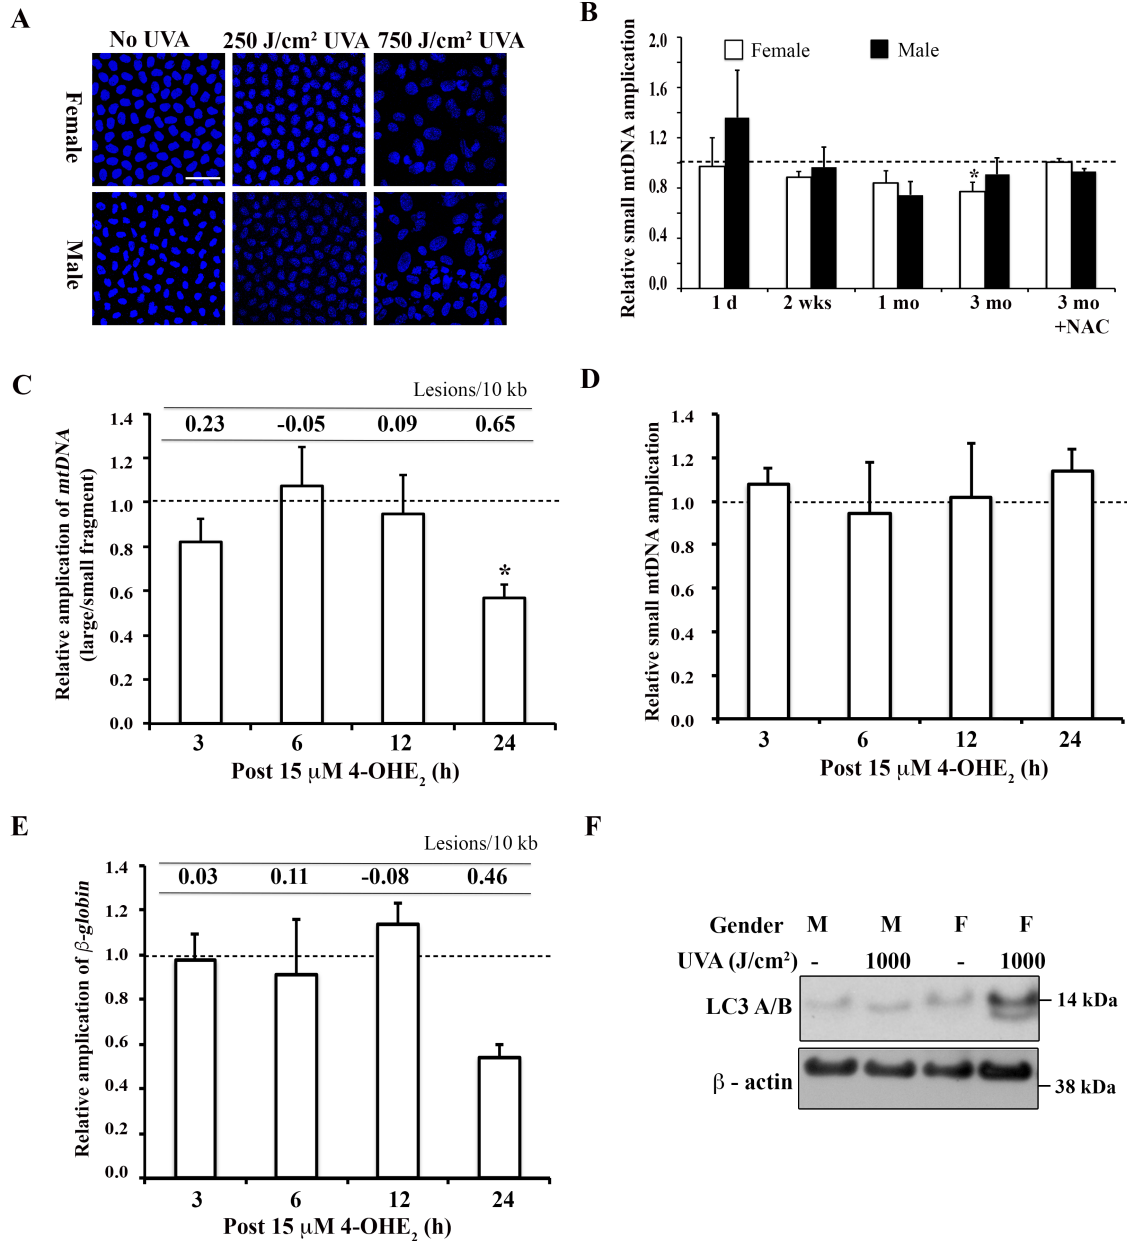 A
No UVA 250 J/cm² UVA 750 J/cm² UVA
Female
Male
B
Relative small mtDNA amplication
2.0
1.6
1.2
0.8
0.4
0.0
Female Male
*
1 d 2 wks 1 mo 3 mo 3 mo
+NAC
C
Lesions/10 kb
0.23 -0.05 0.09 0.65
Relative amplication of mtDNA
(large/small fragment)
1.4
1.2
1.0
0.8
0.6
0.4
0.2
0.0
*
3 6 12 24
Post 15 μM 4-OHE₂ (h)
D
Relative small mtDNA amplication
1.4
1.2
1.0
0.8
0.6
0.4
0.2
0.0
3 6 12 24
Post 15 μM 4-OHE₂ (h)
E
Lesions/10 kb
0.03 0.11 -0.08 0.46
Relative amplication of β-globin
1.4
1.2
1.0
0.8
0.6
0.4
0.2
0.0
3 6 12 24
Post 15 μM 4-OHE₂ (h)
F
Gender M M F F
UVA (J/cm²) - 1000 - 1000
LC3 A/B 14 kDa
β - actin 38 kDa